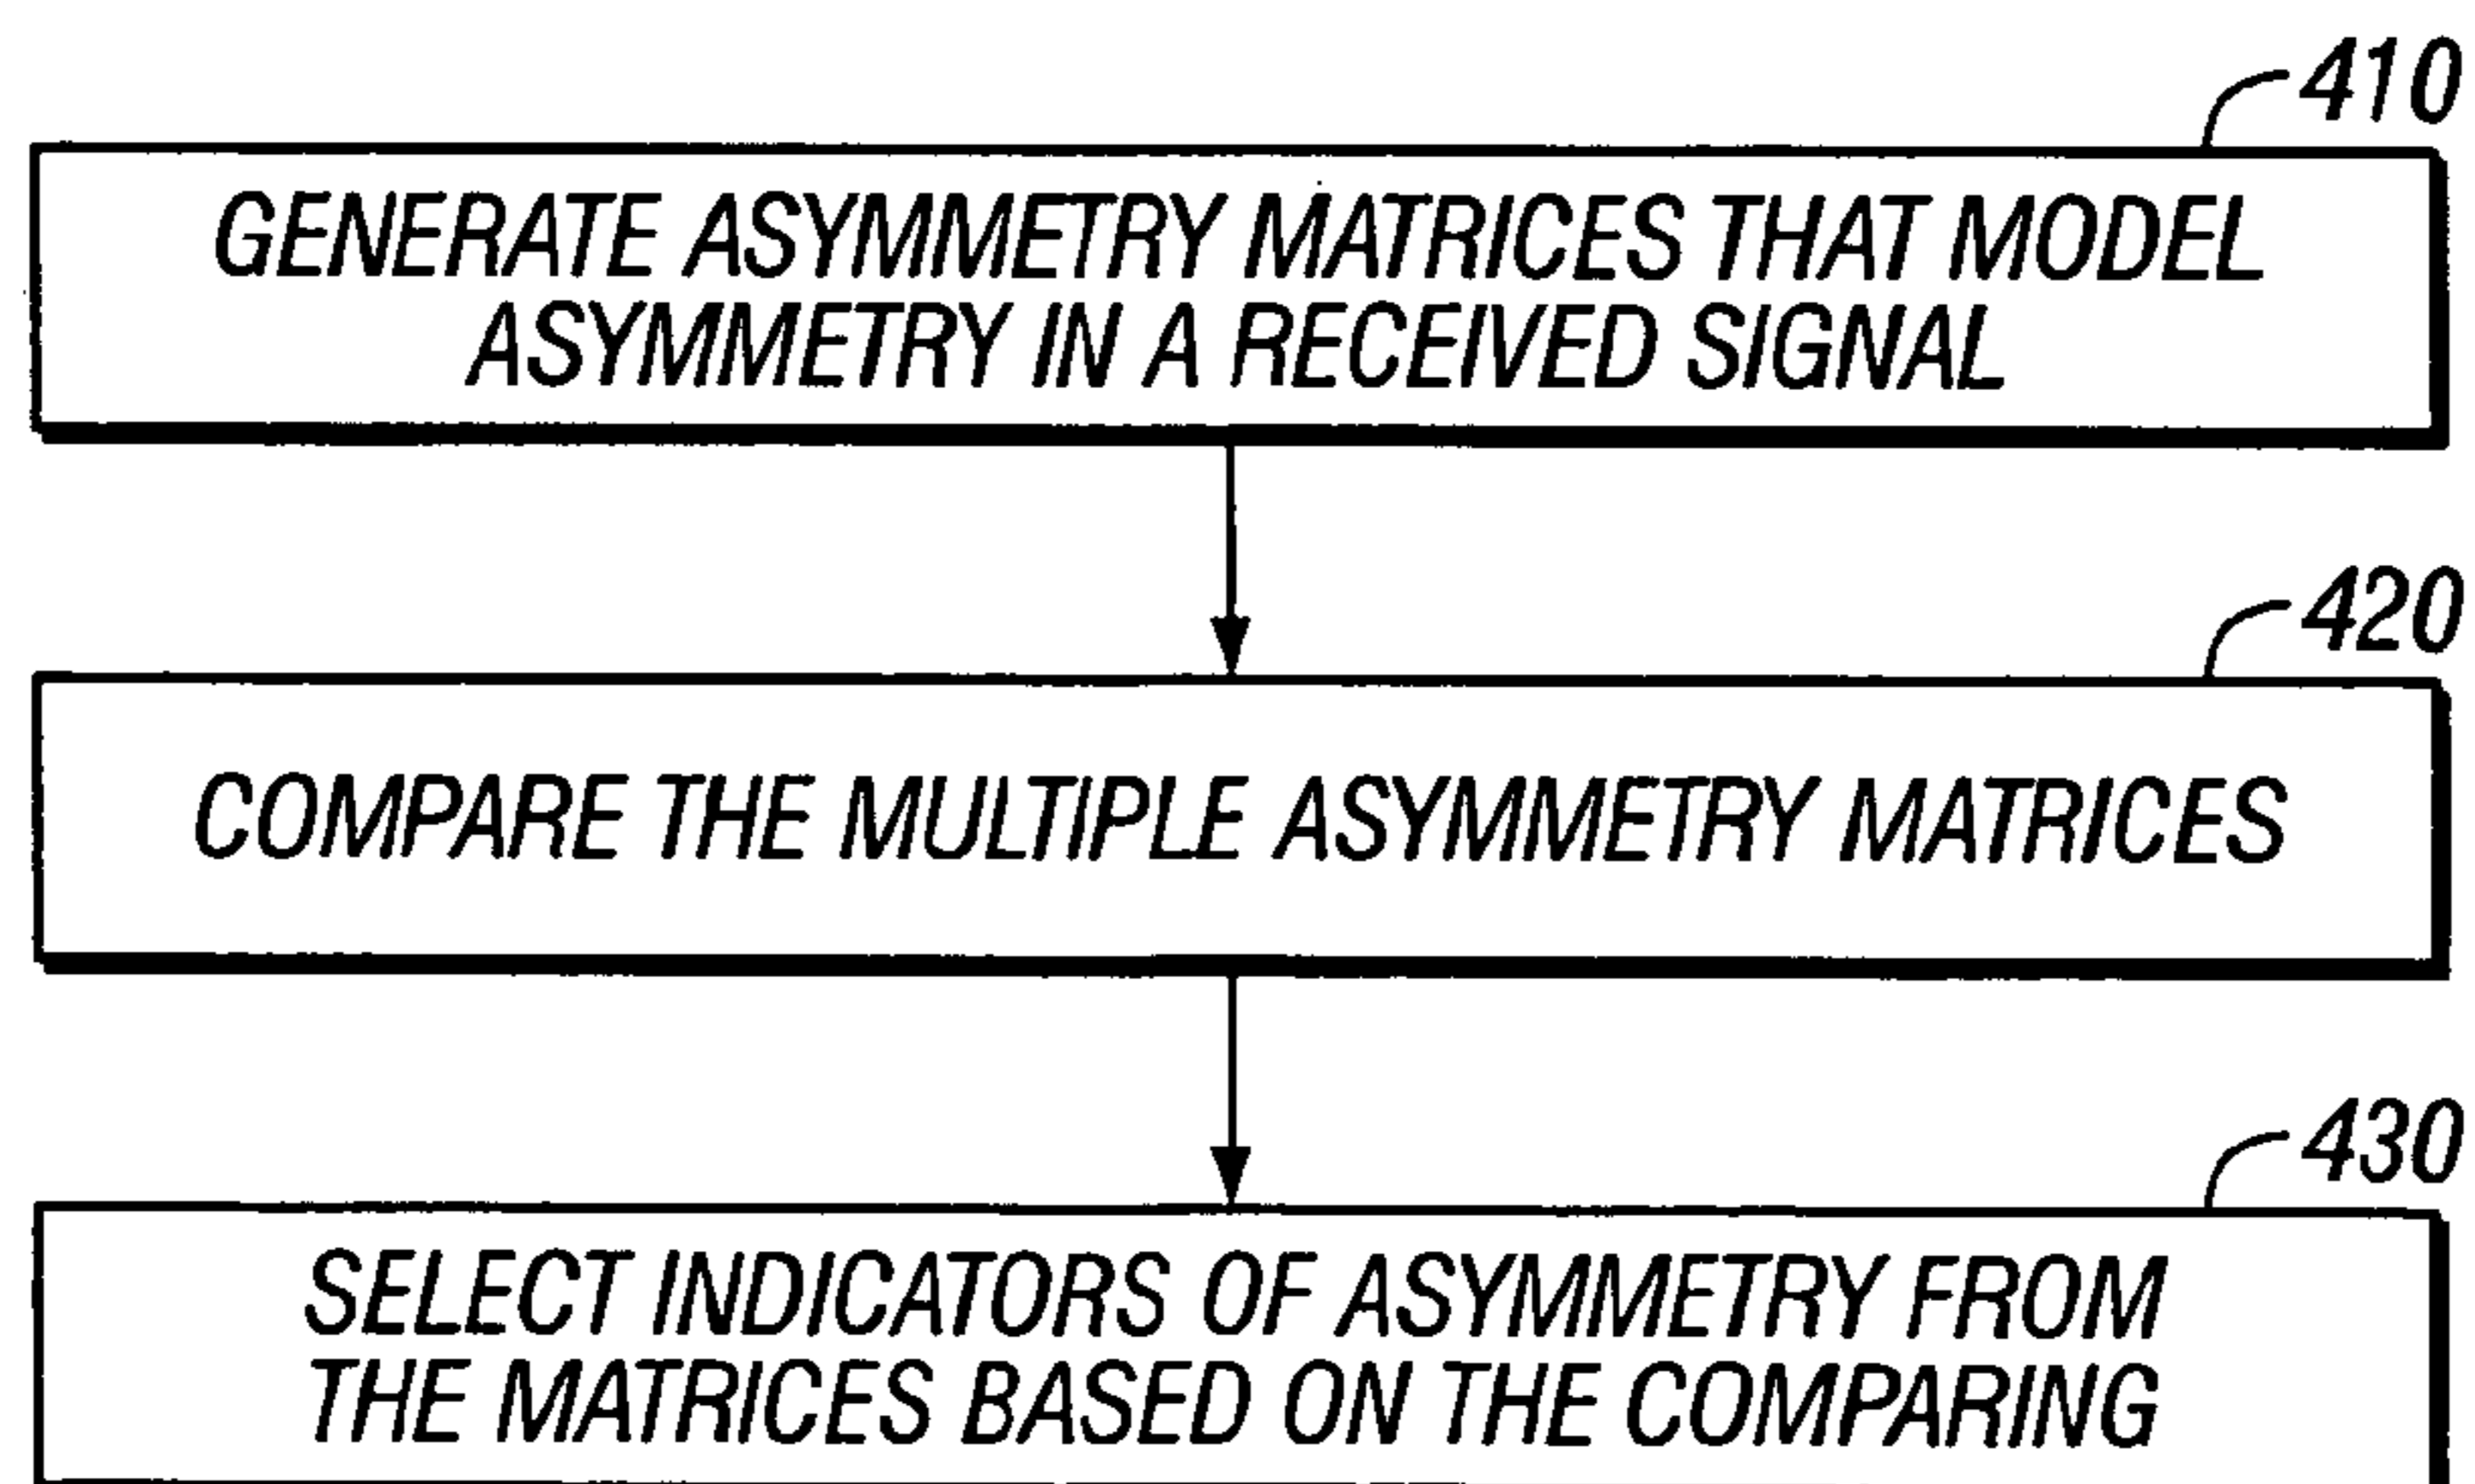 410
GENERATE ASYMMETRY MATRICES THAT MODEL
ASYMMETRY IN A RECEIVED SIGNAL
420
COMPARE THE MULTIPLE ASYMMETRY MATRICES
430
SELECT INDICATORS OF ASYMMETRY FROM
THE MATRICES BASED ON THE COMPARING